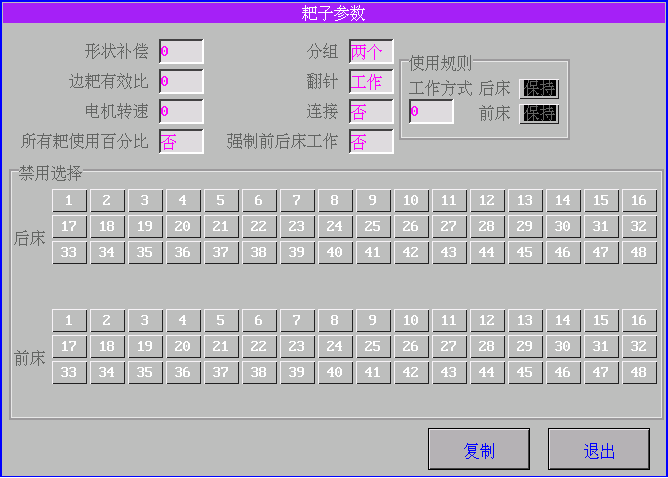 耙子参数
形状补偿 0 分组 两个
使用规则
边耙有效比 0 翻针 工作 工作方式 后床 保持
电机转速 0 连接 否 0 前床 保持
所有耙使用百分比 否 强制前后床工作 否
禁用选择
1 2 3 4 5 6 7 8 9 10 11 12 13 14 15 16
后床 17 18 19 20 21 22 23 24 25 26 27 28 29 30 31 32
33 34 35 36 37 38 39 40 41 42 43 44 45 46 47 48
1 2 3 4 5 6 7 8 9 10 11 12 13 14 15 16
前床 17 18 19 20 21 22 23 24 25 26 27 28 29 30 31 32
33 34 35 36 37 38 39 40 41 42 43 44 45 46 47 48
复制 退出